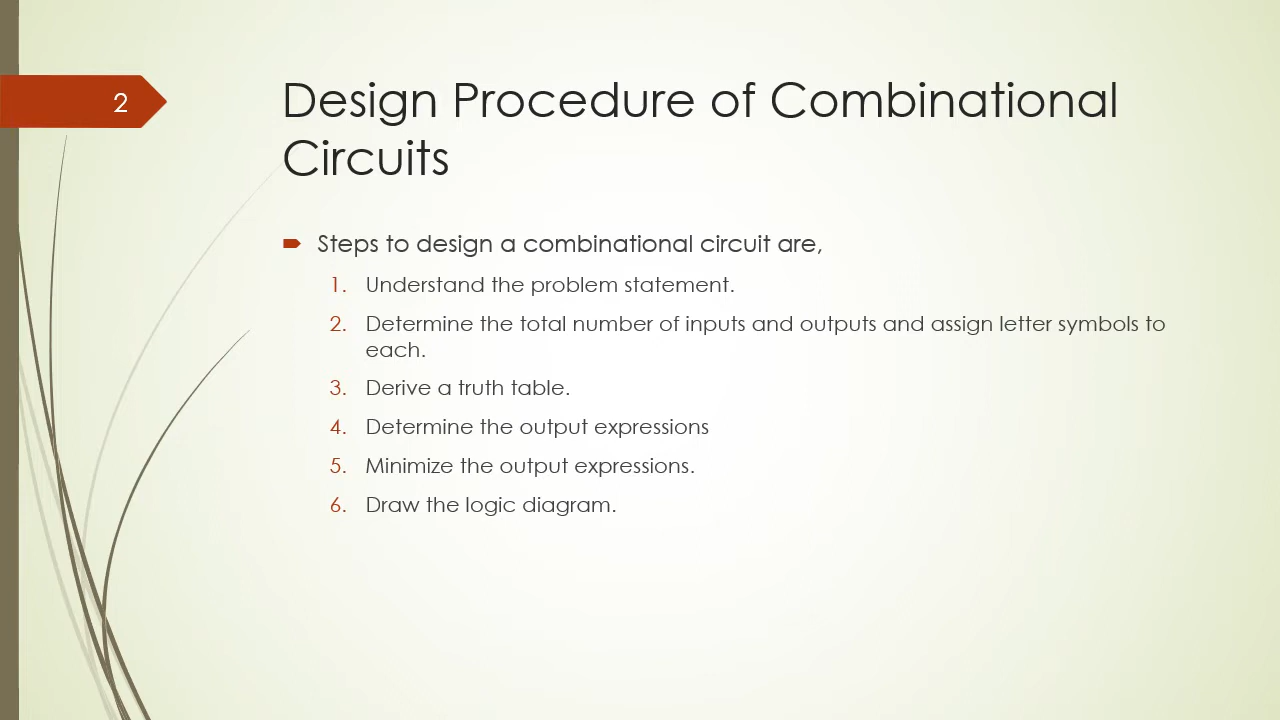 2
Design Procedure of Combinational
Circuits
Steps to design a combinational circuit are,
1. Understand the problem statement.
2. Determine the total number of inputs and outputs and assign letter symbols to
each.
3. Derive a truth table.
4. Determine the output expressions
5. Minimize the output expressions.
6. Draw the logic diagram.